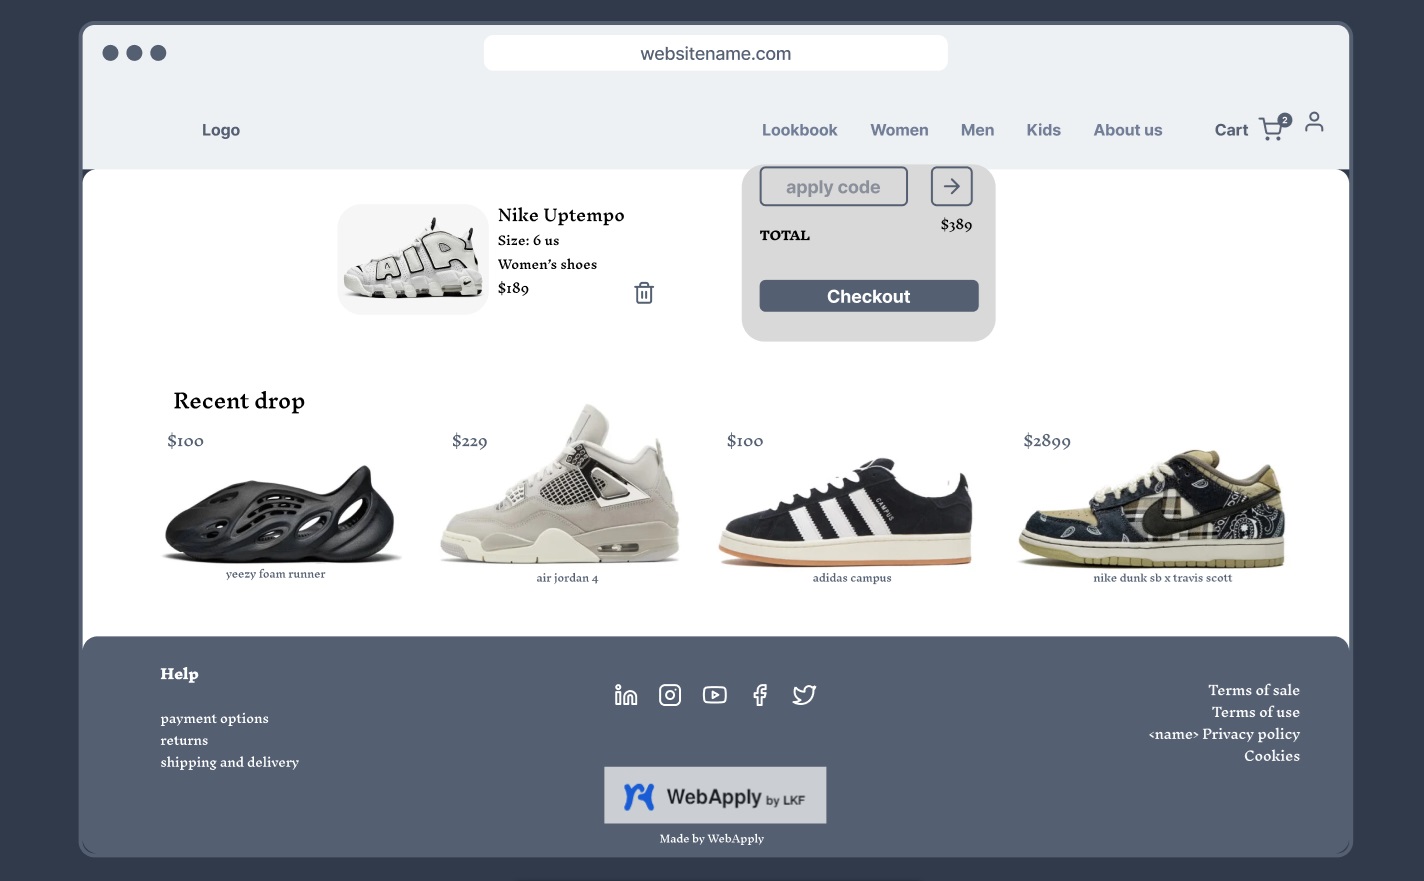 websitename.com
Logo
Lookbook
Women
Men
Kids
About us
Cart
2
Nike Uptempo
Size: 6 us
Women's shoes
$189
AIR
apply code
$389
TOTAL
Checkout
Recent drop
$100
$229
$100
$2899
CAMPUS
yeezy foam runner
air jordan 4
adidas campus
nike dunk sb x travis scott
Help
payment options
returns
shipping and delivery
Terms of sale
Terms of use
<name> Privacy policy
Cookies
WebApply by LKF
Made by WebApply